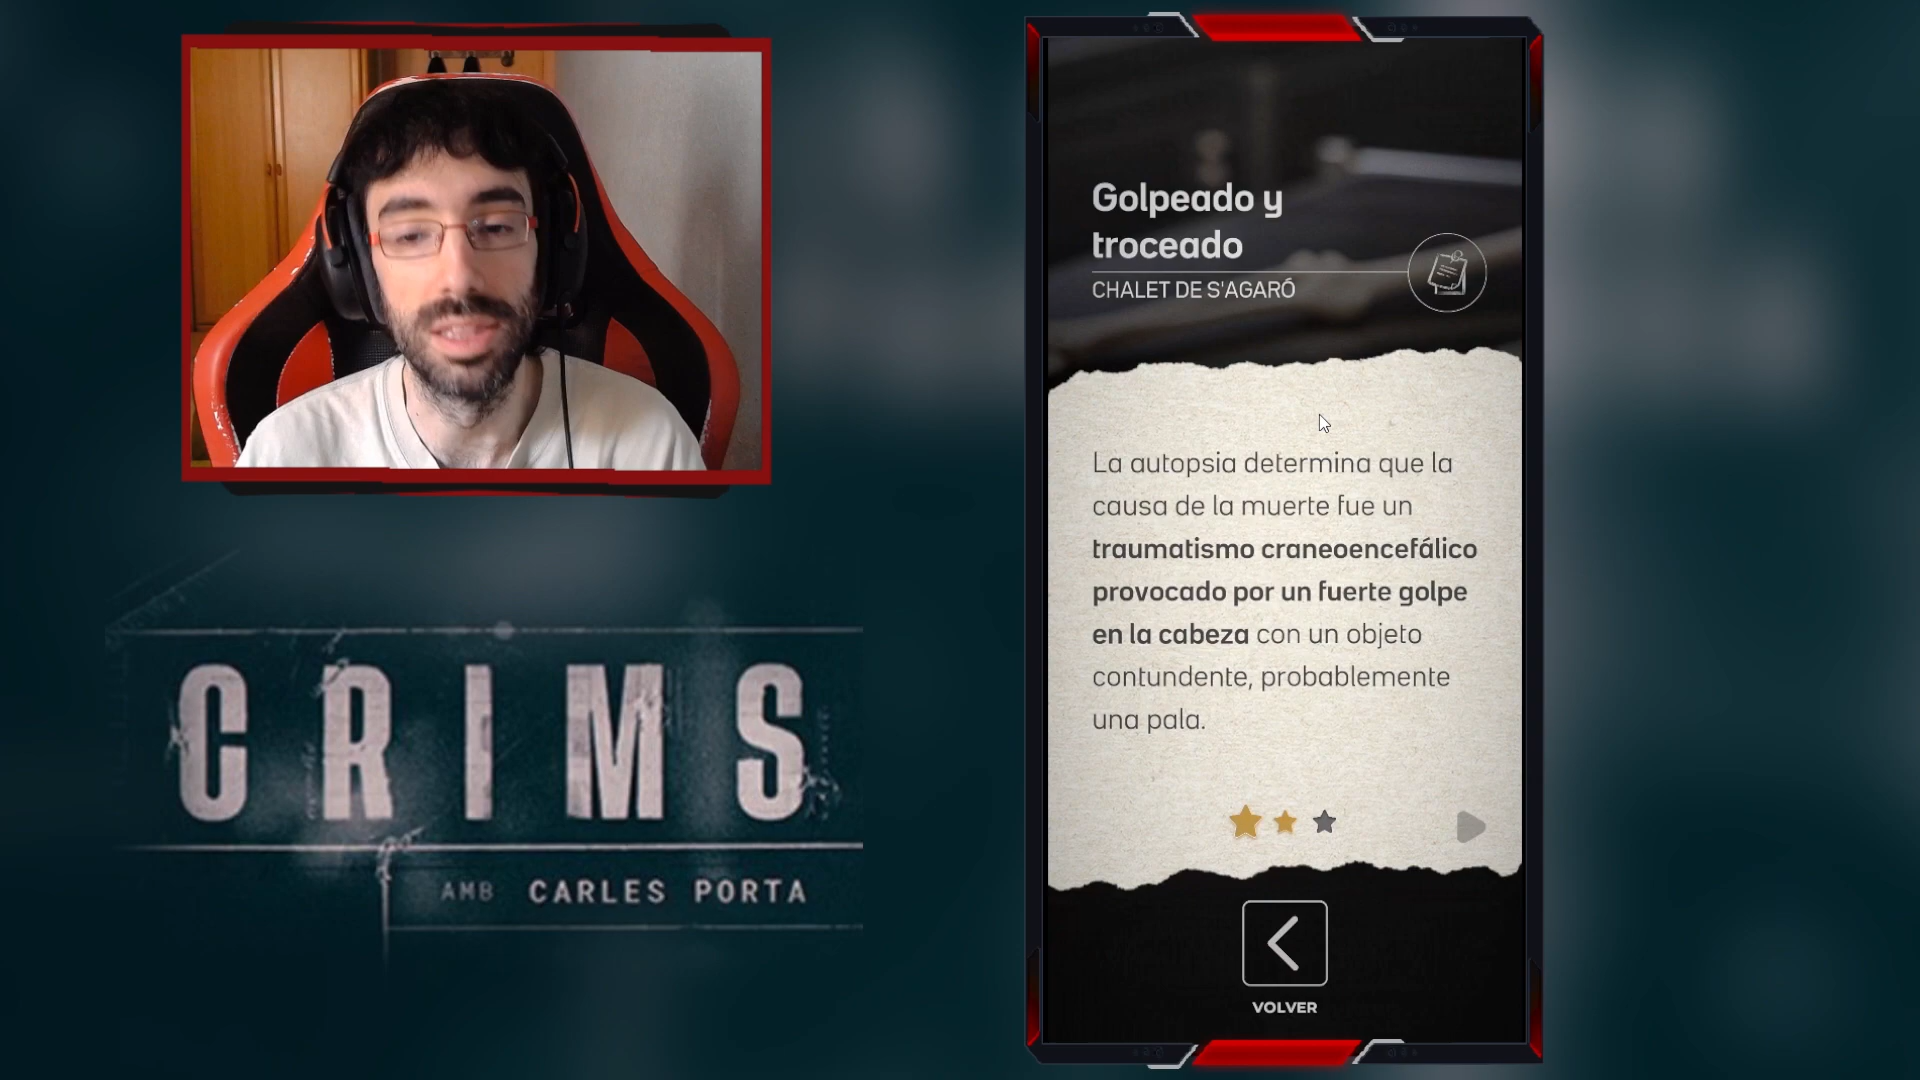 CRIMS
AMB CARLES PORTA
Golpeado y
troceado
CHALET DE S'AGARÓ
La autopsia determina que la
causa de la muerte fue un
traumatismo craneoencefálico
provocado por un fuerte golpe
en la cabeza con un objeto
contundente, probablemente
una pala.
VOLVER